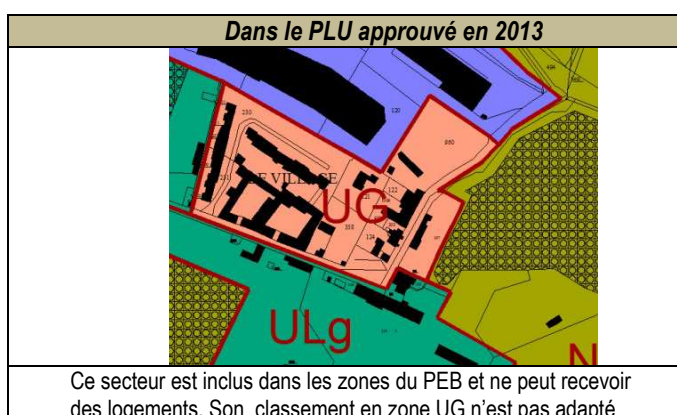 Dans le PLU approuvé en 2013
UG
ULg
N
Ce secteur est inclus dans les zones du PEB et ne peut recevoir
des logements. Son classement en zone UG n'est pas adapté